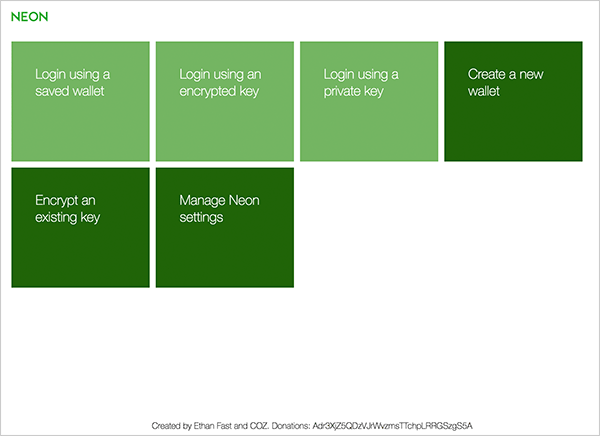 NEON
Login using a
saved wallet
Login using an
encrypted key
Login using a
private key
Create a new
wallet
Encrypt an
existing key
Manage Neon
settings
Created by Ethan Fast and COZ. Donations: Adr3XjZ5QDzVJrWvzmsTTchpLRRGSzgS5A